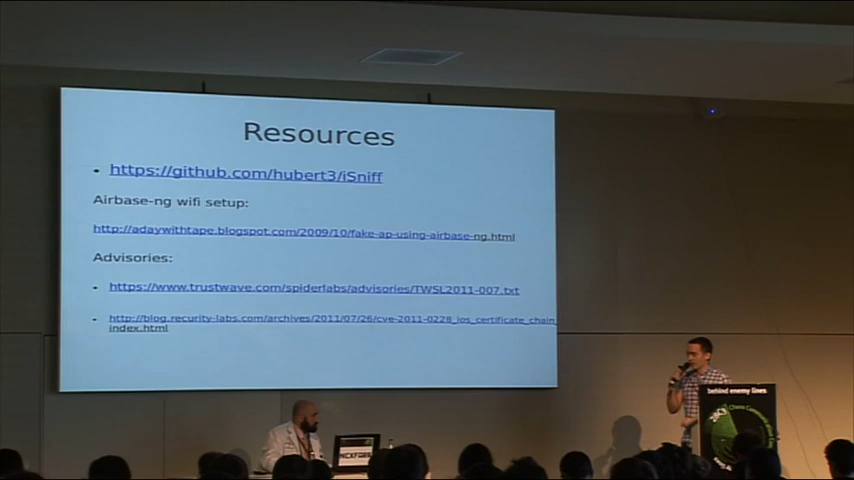 Resources
• https://github.com/hubert3/iSniff
Airbase-ng wifi setup:
http://adaywithtape.blogspot.com/2009/10/fake-ap-using-airbase-ng.html
Advisories:
• https://www.trustwave.com/spiderlabs/advisories/TWSL2011-007.txt
• http://blog.recurity-labs.com/archives/2011/07/26/cve-2011-0228_ios_certificate_chain_
index.html
behind enemy lines.